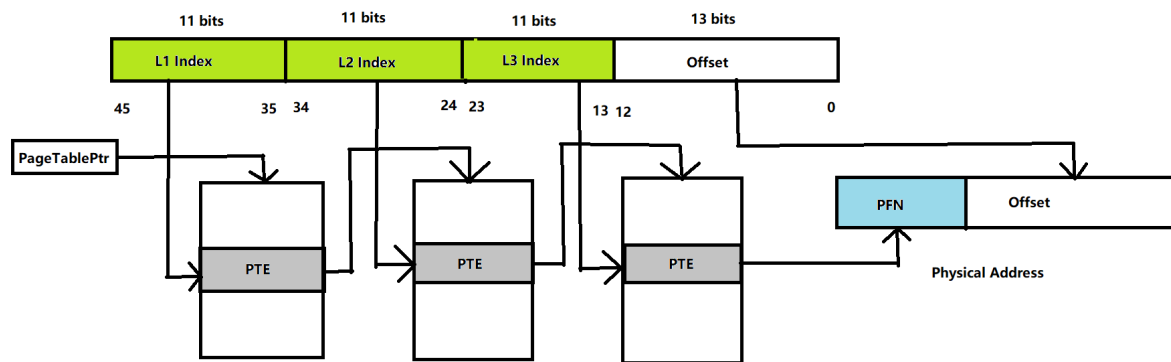 11 bits 11 bits 11 bits 13 bits
L1 Index L2 Index L3 Index Offset
45 35 34 24 23 13 12 0
PageTablePtr
PFN Offset
PTE PTE PTE
Physical Address